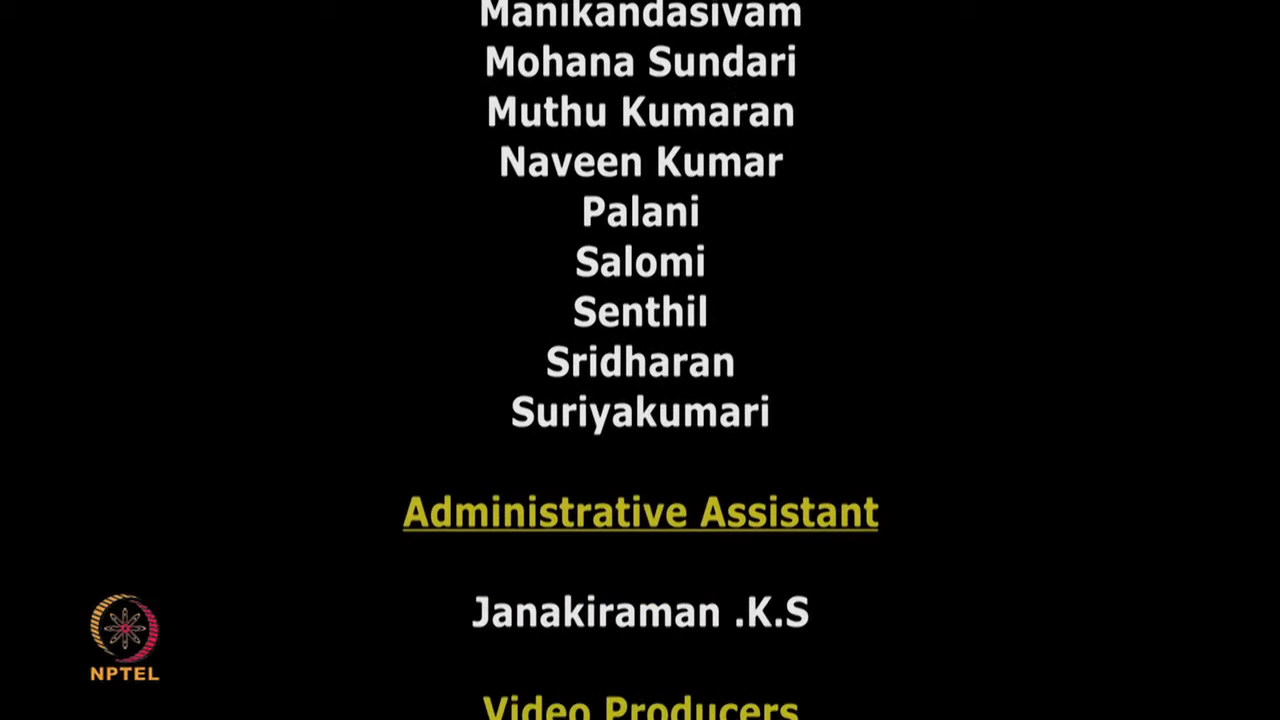 Manikandasivam
Mohana Sundari
Muthu Kumaran
Naveen Kumar
Palani
Salomi
Senthil
Sridharan
Suriyakumari
Administrative Assistant
Janakiraman .K.S
NPTEL
Video Producers